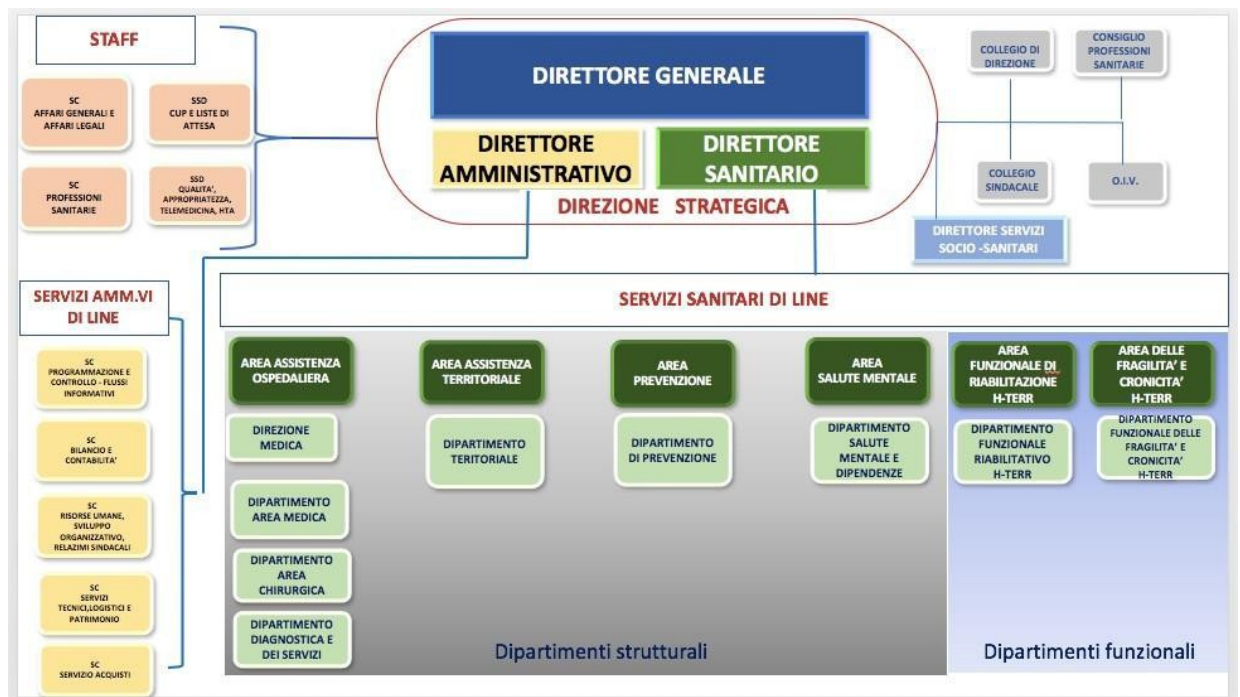 STAFF
SC
AFFARI GENERALI E
AFFARI LEGALI
SSD
CUP E LISTE DI
ATTESA
SC
PROFESSIONI
SANITARIE
SSD
QUALITA',
APPROPRIATEZZA,
TELEMEDICINA, HTA
DIRETTORE GENERALE
DIRETTORE
AMMINISTRATIVO
DIRETTORE
SANITARIO
DIREZIONE STRATEGICA
COLLEGIO DI
DIREZIONE
CONSIGLIO
PROFESSIONI
SANITARIE
COLLEGIO
SINDACALE
O.I.V.
DIRETTORE SERVIZI
SOCIO -SANITARI
SERVIZI AMM.VI
DI LINE
SC
PROGRAMMAZIONE E
CONTROLLO - FLUSSI
INFORMATIVI
SC
BILANCIO E
CONTABILITA'
SC
RISORSE UMANE,
SVILUPPO
ORGANIZZATIVO,
RELAZIMI SINDACALI
SC
SERVIZI
TECNICI,LOGISTICI E
PATRIMONIO
SC
SERVIZIO ACQUISTI
SERVIZI SANITARI DI LINE
AREA ASSISTENZA
OSPEDALIERA
DIREZIONE
MEDICA
DIPARTIMENTO
AREA MEDICA
DIPARTIMENTO
AREA
CHIRURGICA
DIPARTIMENTO
DIAGNOSTICA E
DEI SERVIZI
AREA ASSISTENZA
TERRITORIALE
DIPARTIMENTO
TERITORIALE
AREA
PREVENZIONE
DIPARTIMENTO
DI PREVENZIONE
AREA
SALUTE MENTALE
DIPARTIMENTO
SALUTE
MENTALE E
DIPENDENZE
Dipartimenti strutturali
AREA
FUNZIONALE DI
RIABILITAZIONE
H-TERR
DIPARTIMENTO
FUNZIONALE
RIABILITATIVO
H-TERR
AREA DELLE
FRAGILITA' E
CRONICITA'
H-TERR
DIPARTIMENTO
FUNZIONALE DELLE
FRAGILITA' E
CRONICITA'
H-TERR
Dipartimenti funzionali